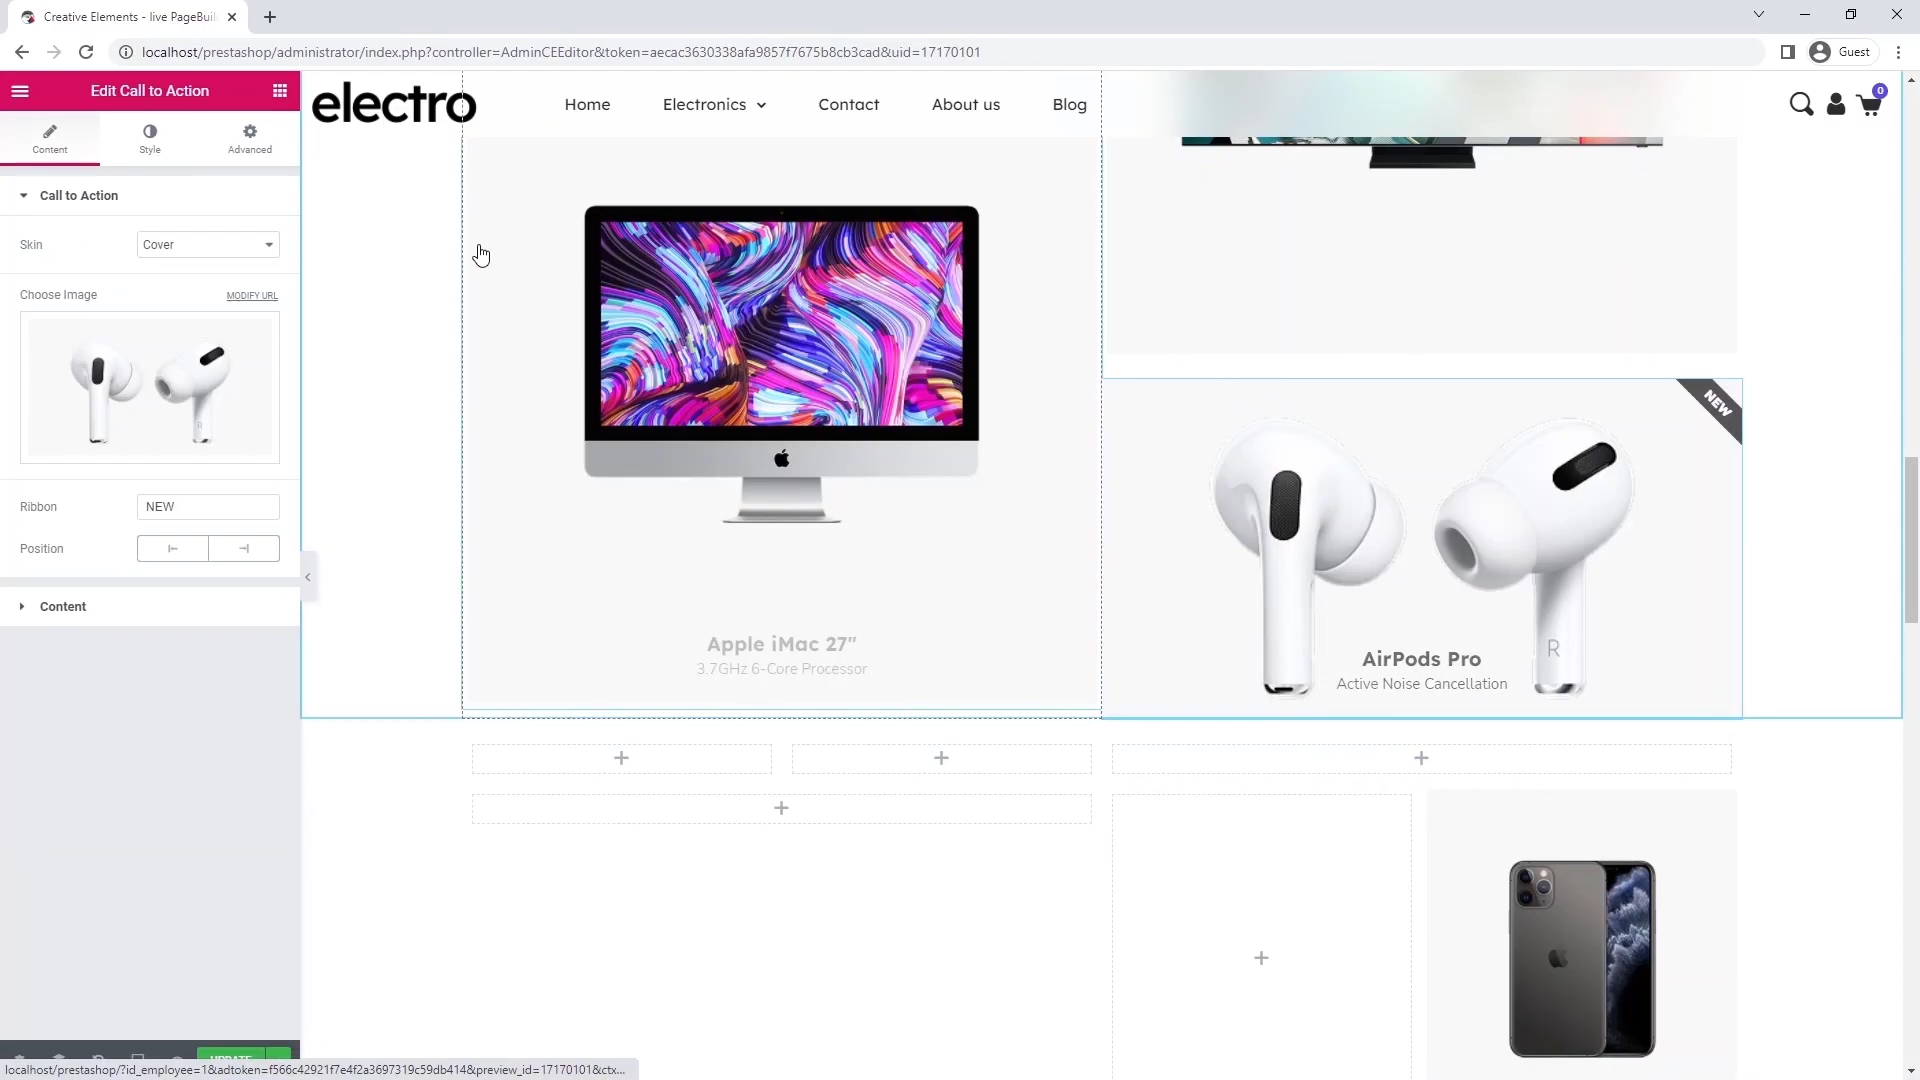 Creative Elements - live PageBuil
localhost/prestashop/administrator/index.php?controller=AdminCEEditor&token=aecac3630338afa9857f7675b8cb3cad&uid=17170101
Guest
Edit Call to Action
Content
Style
Advanced
Call to Action
Skin
Cover
Choose Image
MODIFY URL
Ribbon
NEW
Position
Content
UPDATE
electro
Home
Electronics
Contact
About us
Blog
0
NEW
R
Apple iMac 27"
3.7GHz 6-Core Processor
AirPods Pro
Active Noise Cancellation
localhost/prestashop/?id_employee=1&adtoken=f566c42921f7e4f2a3697319c59db414&preview_id=17170101&ctx...